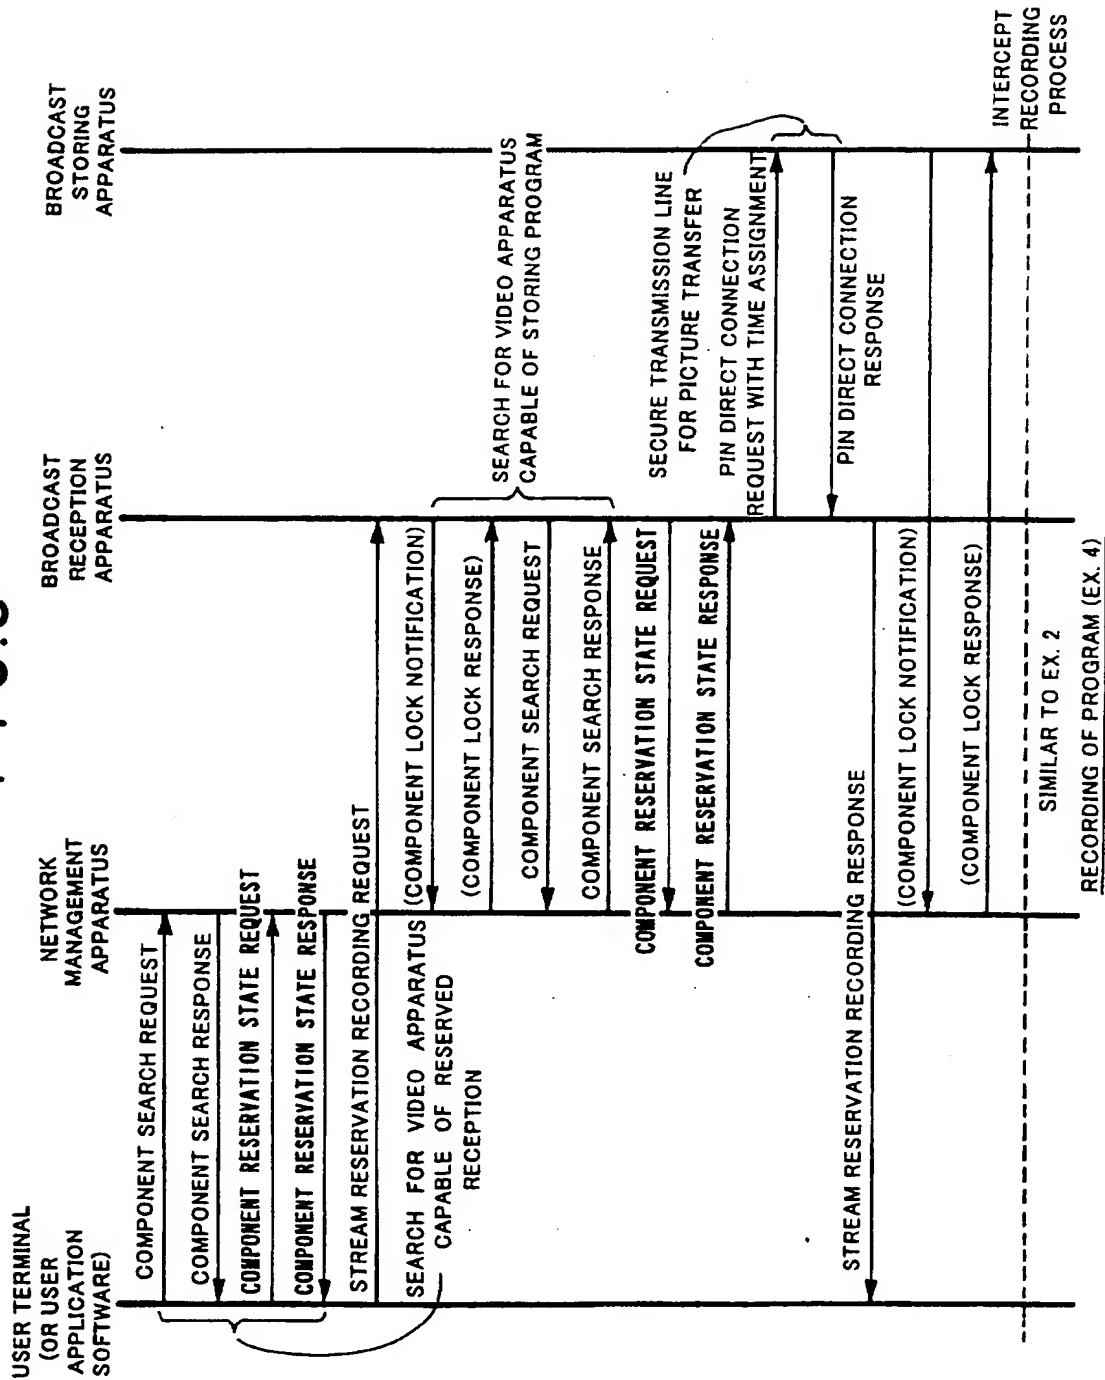 USER TERMINAL
(OR USER
APPLICATION
SOFTWARE)
NETWORK
MANAGEMENT
APPARATUS
BROADCAST
RECEPTION
APPARATUS
BROADCAST
STORING
APPARATUS
COMPONENT SEARCH REQUEST
COMPONENT SEARCH RESPONSE
COMPONENT RESERVATION STATE REQUEST
COMPONENT RESERVATION STATE RESPONSE
STREAM RESERVATION RECORDING REQUEST
SEARCH FOR VIDEO APPARATUS
CAPABLE OF RESERVED
RECEPTION
(COMPONENT LOCK NOTIFICATION)
(COMPONENT LOCK RESPONSE)
COMPONENT SEARCH REQUEST
COMPONENT SEARCH RESPONSE
SEARCH FOR VIDEO APPARATUS
CAPABLE OF STORING PROGRAM
COMPONENT RESERVATION STATE REQUEST
COMPONENT RESERVATION STATE RESPONSE
SECURE TRANSMISSION LINE
FOR PICTURE TRANSFER
PIN DIRECT CONNECTION
REQUEST WITH TIME ASSIGNMENT
PIN DIRECT CONNECTION
RESPONSE
STREAM RESERVATION RECORDING RESPONSE
(COMPONENT LOCK NOTIFICATION)
(COMPONENT LOCK RESPONSE)
INTERCEPT
RECORDING
PROCESS
SIMILAR TO EX. 2
RECORDING OF PROGRAM (EX. 4)